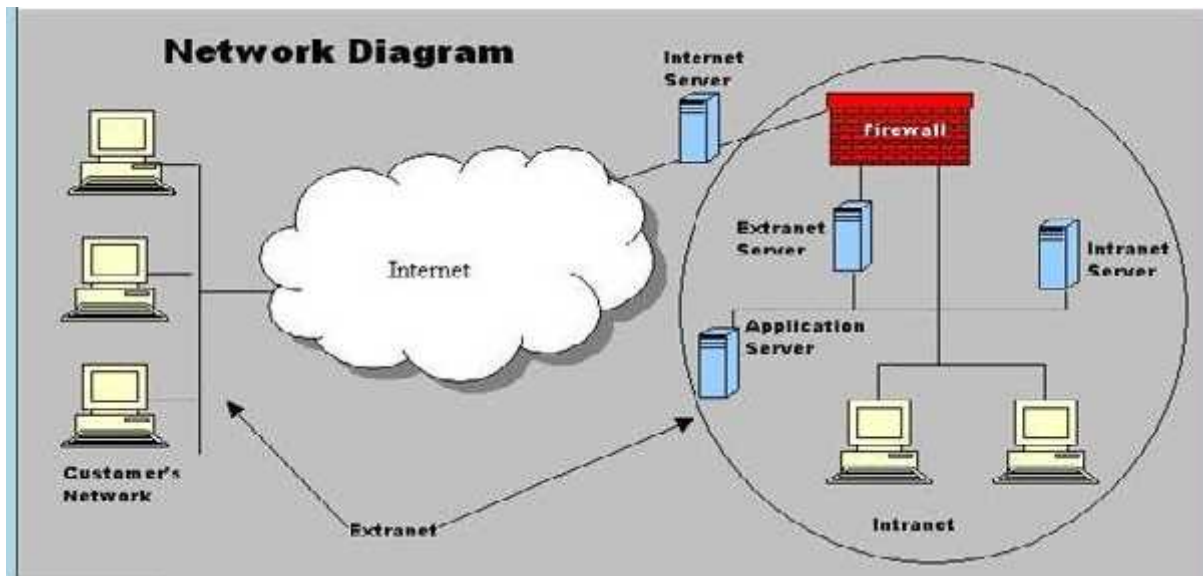 Network Diagram
Internet
Server
Firewall
Extranet
Server
Intranet
Server
Internet
Application
Server
Customer's
Network
Extranet
Intranet